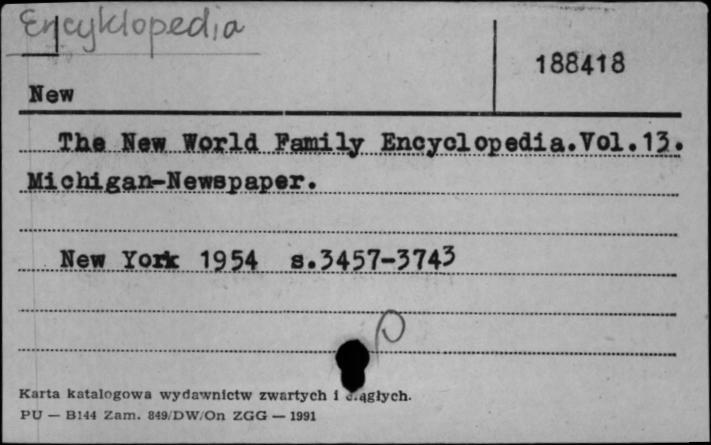 Encyklopedia
188418
New
The New World Family Encyclopedia.Vol.13.
Michigan-Newspaper.
New York 1954 s.3457-3743
p
Karta katalogowa wydawnictw zwartych i ciągłych.
PU — B144 Zam. 849/DW/On ZGG — 1991